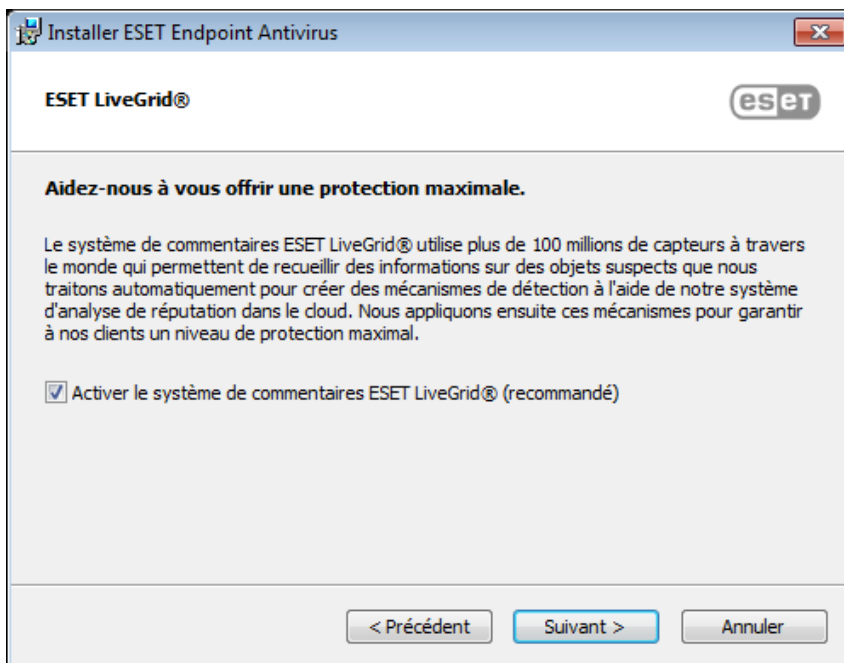 Installer ESET Endpoint Antivirus
ESET LiveGrid®
eset
Aidez-nous à vous offrir une protection maximale.
Le système de commentaires ESET LiveGrid® utilise plus de 100 millions de capteurs à travers
le monde qui permettent de recueillir des informations sur des objets suspects que nous
traitons automatiquement pour créer des mécanismes de détection à l'aide de notre système
d'analyse de réputation dans le cloud. Nous appliquons ensuite ces mécanismes pour garantir
à nos clients un niveau de protection maximal.
Activer le système de commentaires ESET LiveGrid® (recommandé)
< Précédent
Suivant >
Annuler